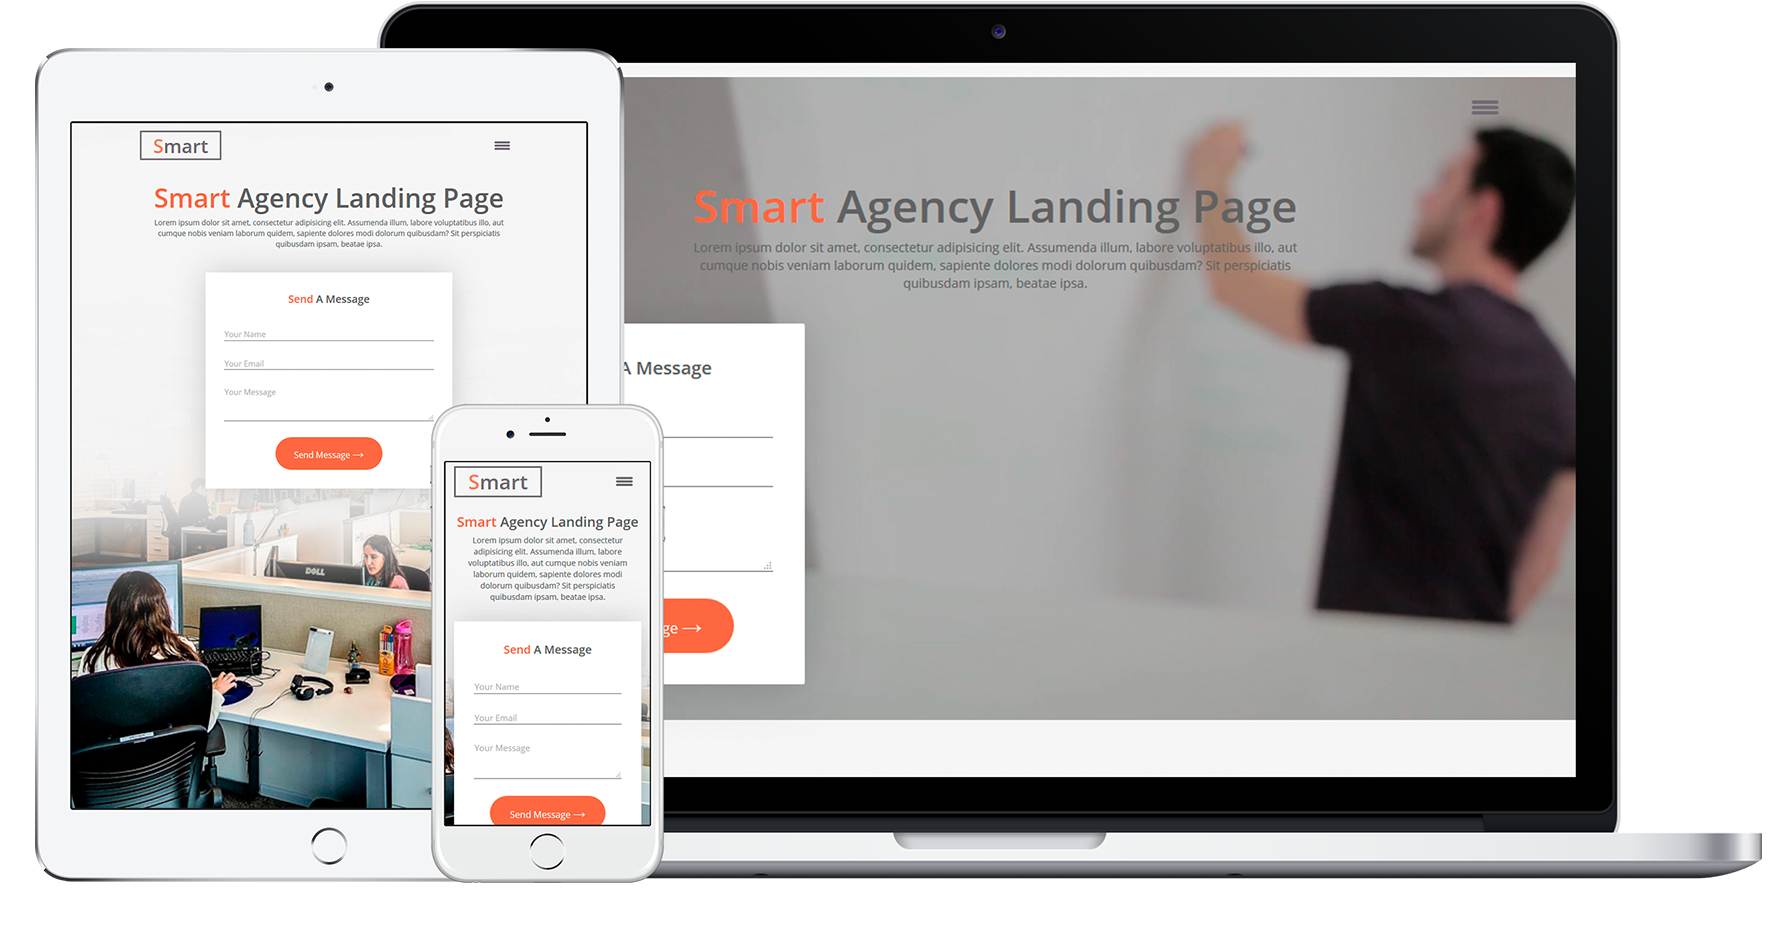 Smart
Smart Agency Landing Page
Lorem ipsum dolor sit amet, consectetur adipisicing elit. Assumenda illum, labore voluptatibus illo, aut
cumque nobis veniam laborum quidem, sapiente dolores modi dolorum quibusdam? Sit perspiciatis
quibusdam ipsam, beatae ipsa.
Send A Message
Your Name
Your Email
Your Message
Send Message →
DELL
Smart
Smart Agency Landing Page
Lorem ipsum dolor sit amet, consectetur
adipisicing elit. Assumenda illum, labore
voluptatibus illo, aut cumque nobis veniam
laborum quidem, sapiente dolores modi
dolorum quibusdam? Sit perspiciatis
quibusdam ipsam, beatae ipsa.
Send A Message
Your Name
Your Email
Your Message
Send Message →
Smart Agency Landing Page
Lorem ipsum dolor sit amet, consectetur adipisicing elit. Assumenda illum, labore voluptatibus illo, aut
cumque nobis veniam laborum quidem, sapiente dolores modi dolorum quibusdam? Sit perspiciatis
quibusdam ipsam, beatae ipsa.
A Message
ge →